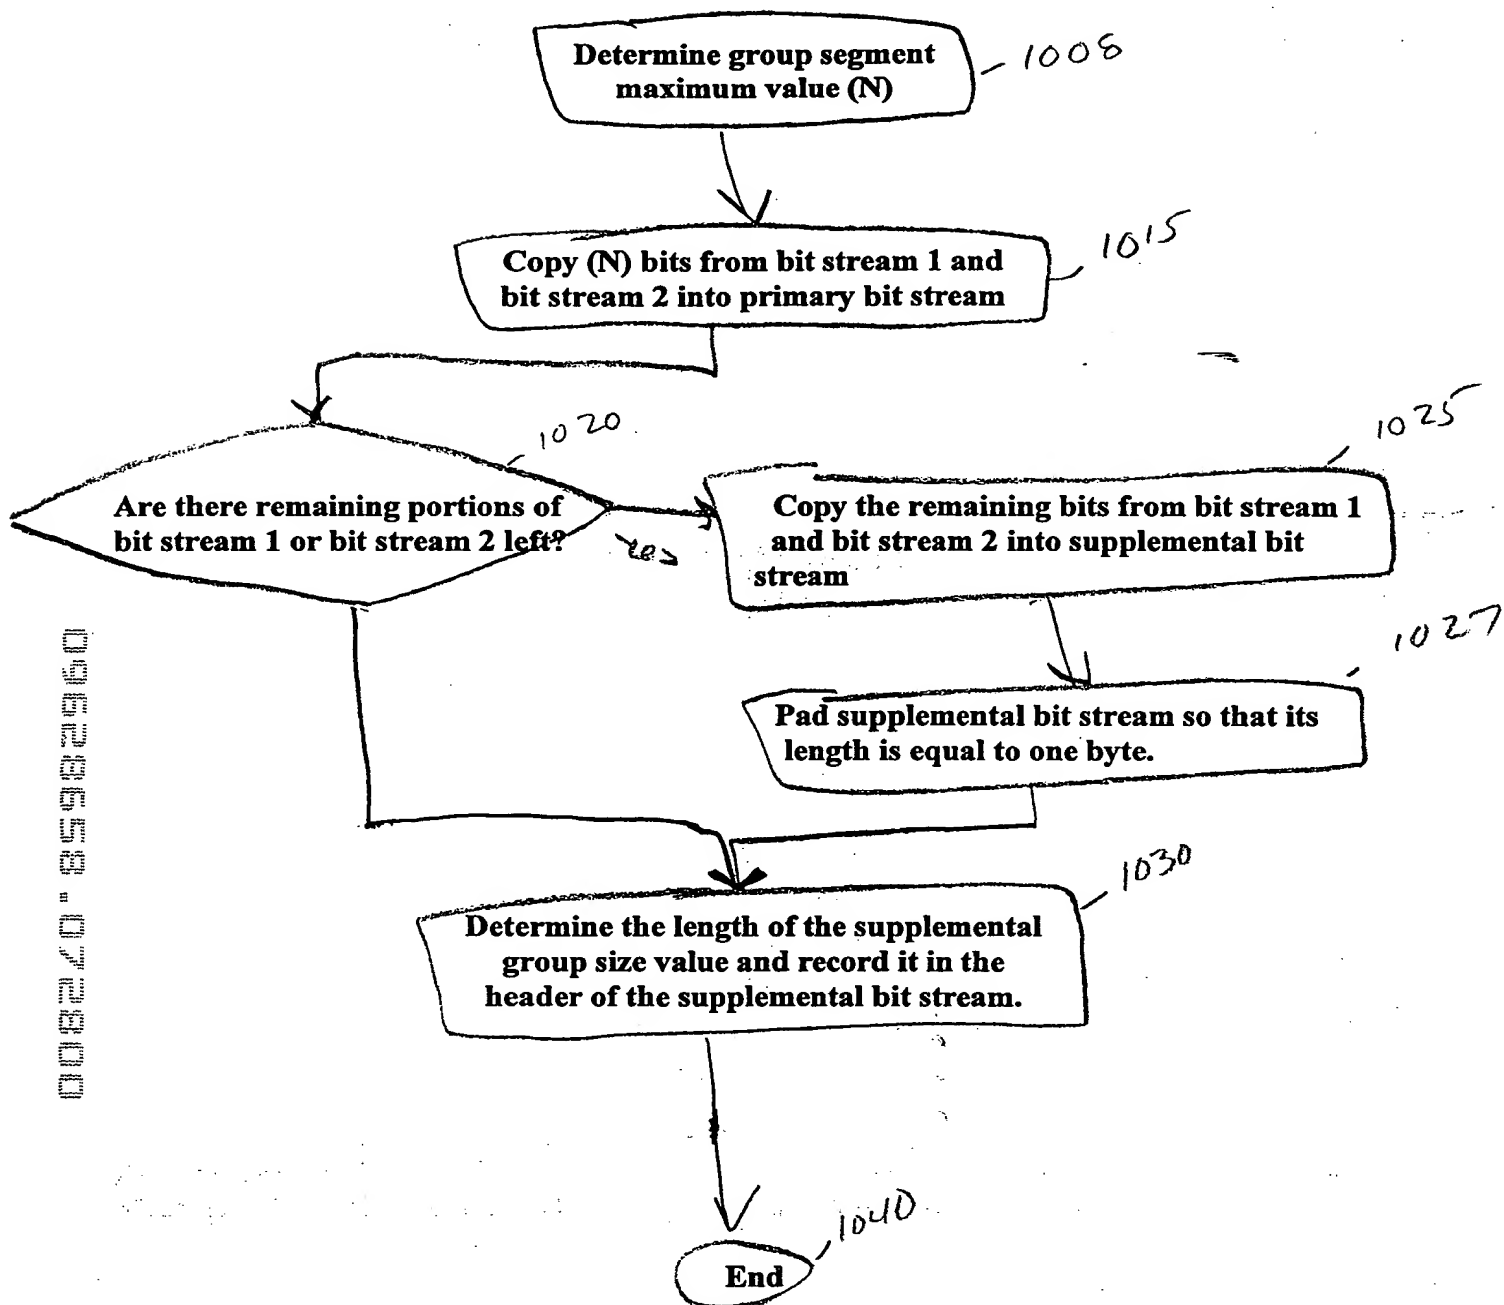 Determine group segment
maximum value (N)
1008
Copy (N) bits from bit stream 1 and
bit stream 2 into primary bit stream
1015
1020
Are there remaining portions of
bit stream 1 or bit stream 2 left?
Yes
1025
Copy the remaining bits from bit stream 1
and bit stream 2 into supplemental bit
stream
1027
Pad supplemental bit stream so that its
length is equal to one byte.
1030
Determine the length of the supplemental
group size value and record it in the
header of the supplemental bit stream.
1040
End
09628658.072800